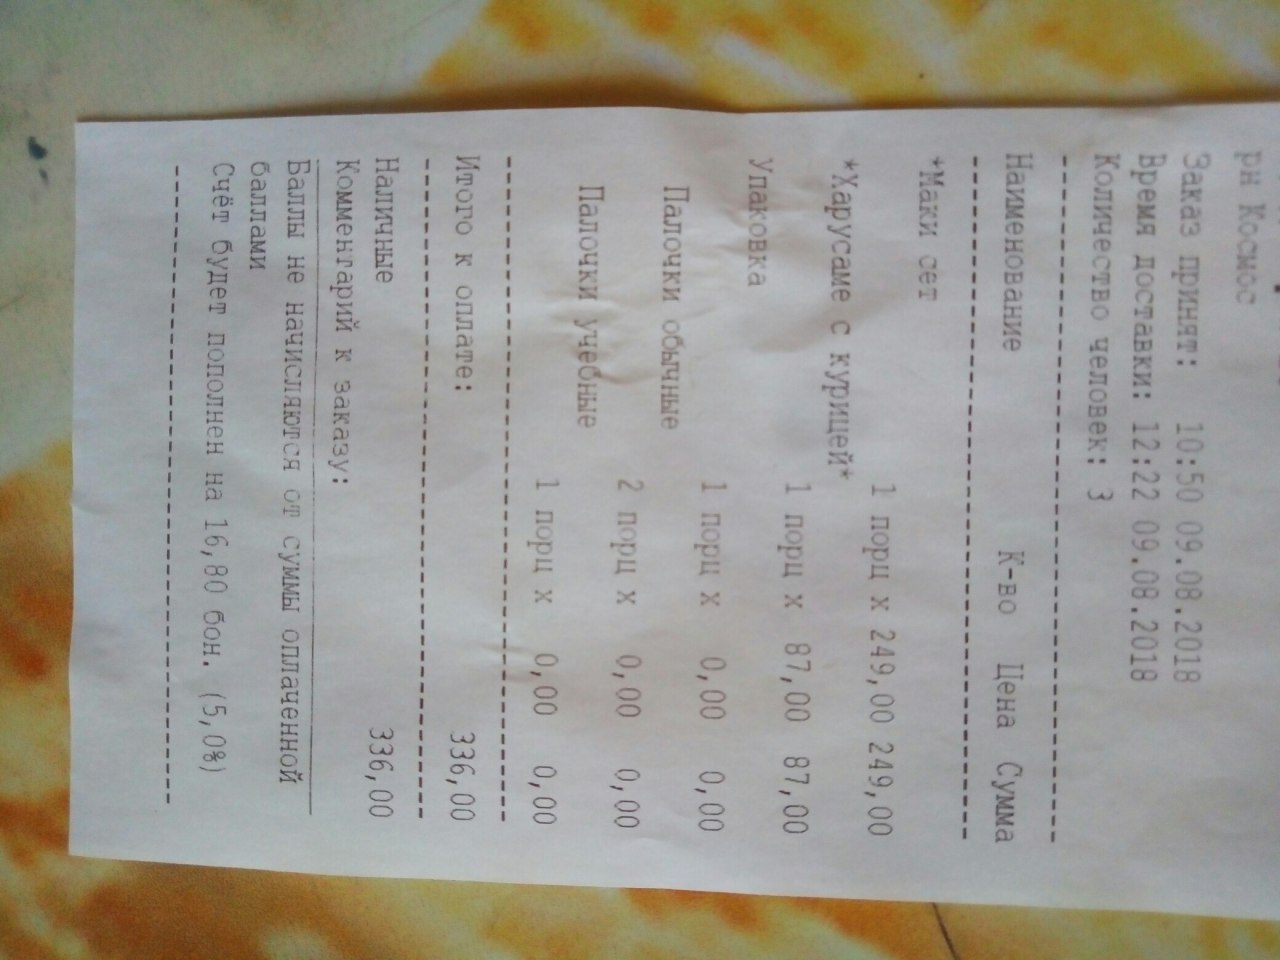 рн Космос
Заказ принят: 10:50 09.08.2018
Время доставки: 12:22 09.08.2018
Количество человек: 3
--------------------------------
Наименование К-во Цена Сумма
--------------------------------
*Маки сет
1 порц x 249,00 249,00
*Харусаме с курицей*
1 порц x 87,00 87,00
Упаковка
1 порц x 0,00 0,00
Палочки обычные
2 порц x 0,00 0,00
Палочки учебные
1 порц x 0,00 0,00
--------------------------------
Итого к оплате: 336,00
--------------------------------
Наличные 336,00
Комментарий к заказу:
Баллы не начисляются от суммы оплаченной
баллами
Счёт будет пополнен на 16,80 бон. (5,0%)
--------------------------------